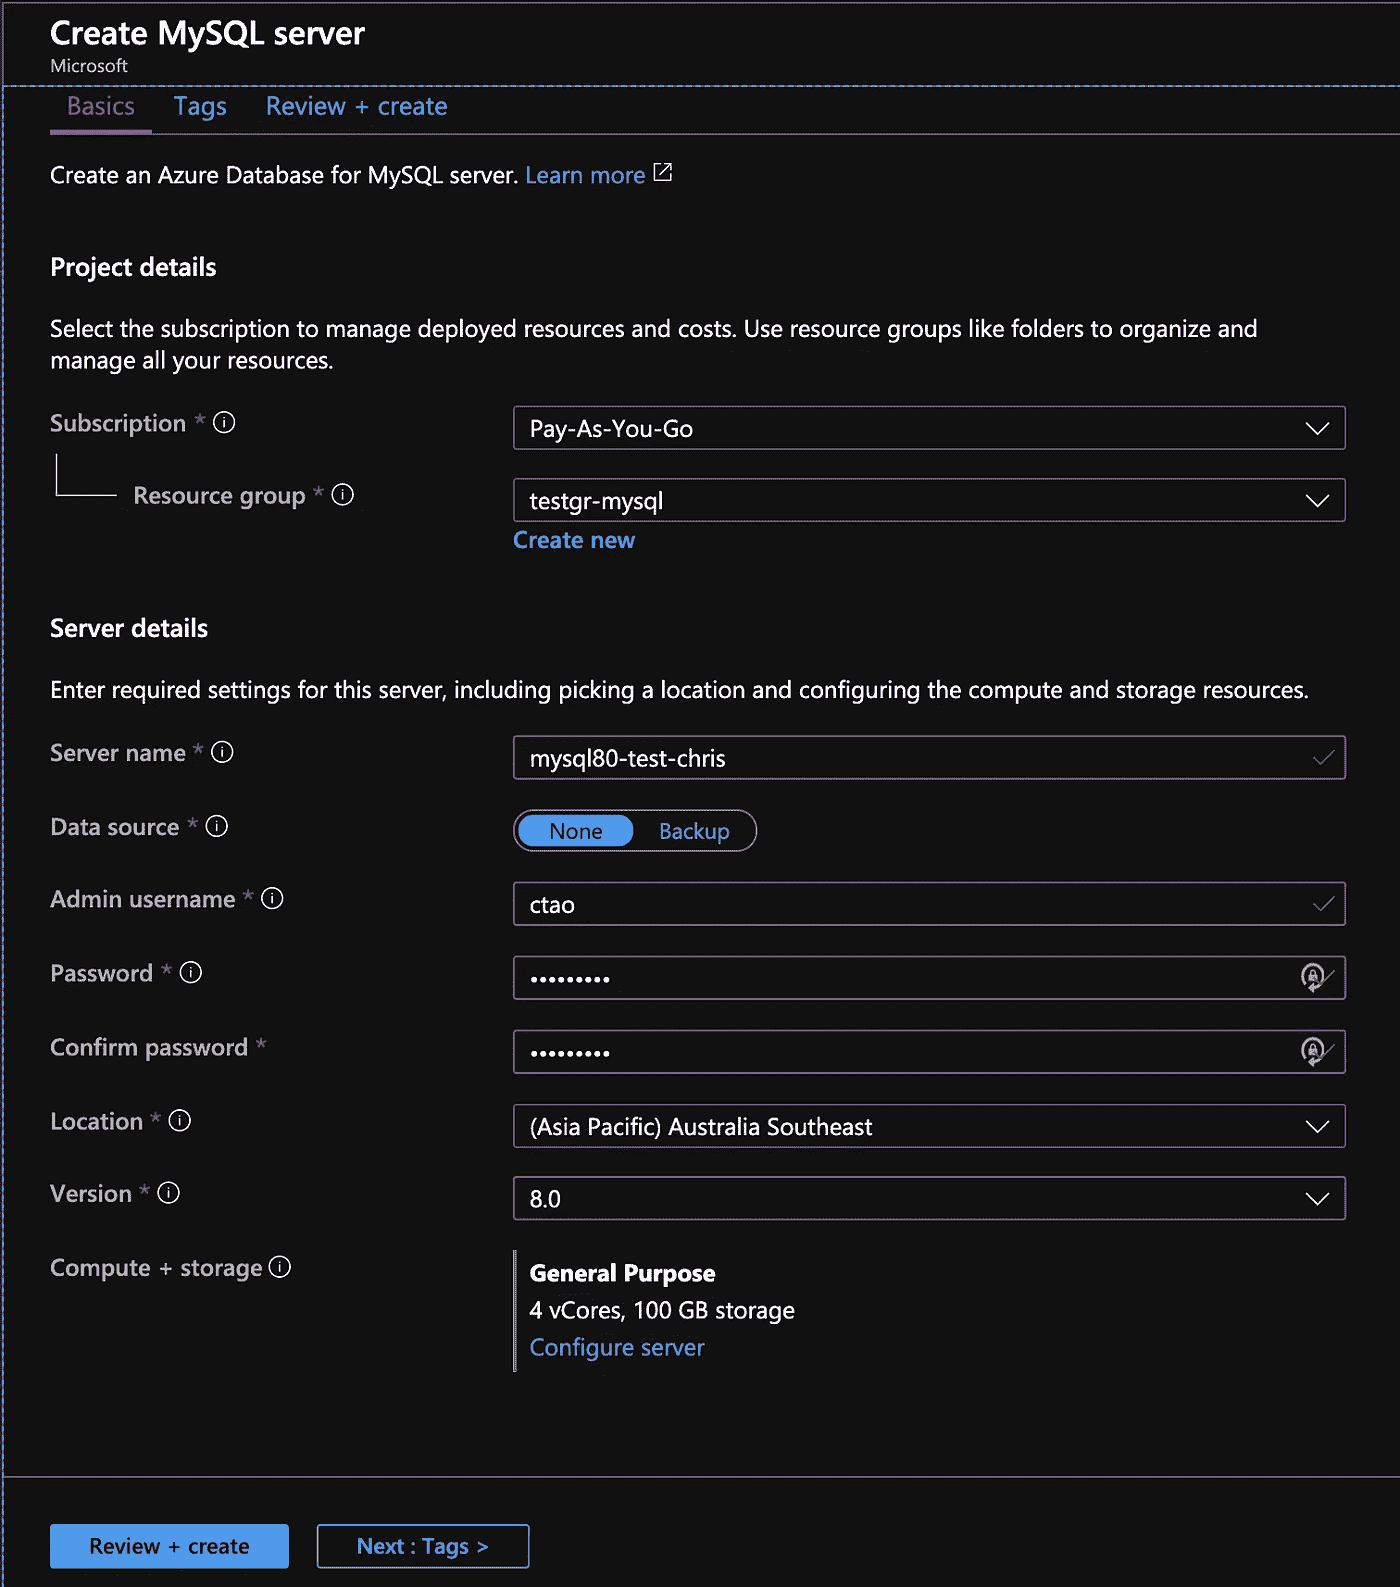 Create MySQL server
Microsoft
Basics Tags Review + create
Create an Azure Database for MySQL server. Learn more
Project details
Select the subscription to manage deployed resources and costs. Use resource groups like folders to organize and
manage all your resources.
Subscription * Pay-As-You-Go
Resource group * testgr-mysql
Create new
Server details
Enter required settings for this server, including picking a location and configuring the compute and storage resources.
Server name * mysql80-test-chris
Data source * None Backup
Admin username * ctao
Password * •••••••••
Confirm password * •••••••••
Location * (Asia Pacific) Australia Southeast
Version * 8.0
Compute + storage General Purpose
4 vCores, 100 GB storage
Configure server
Review + create Next : Tags >